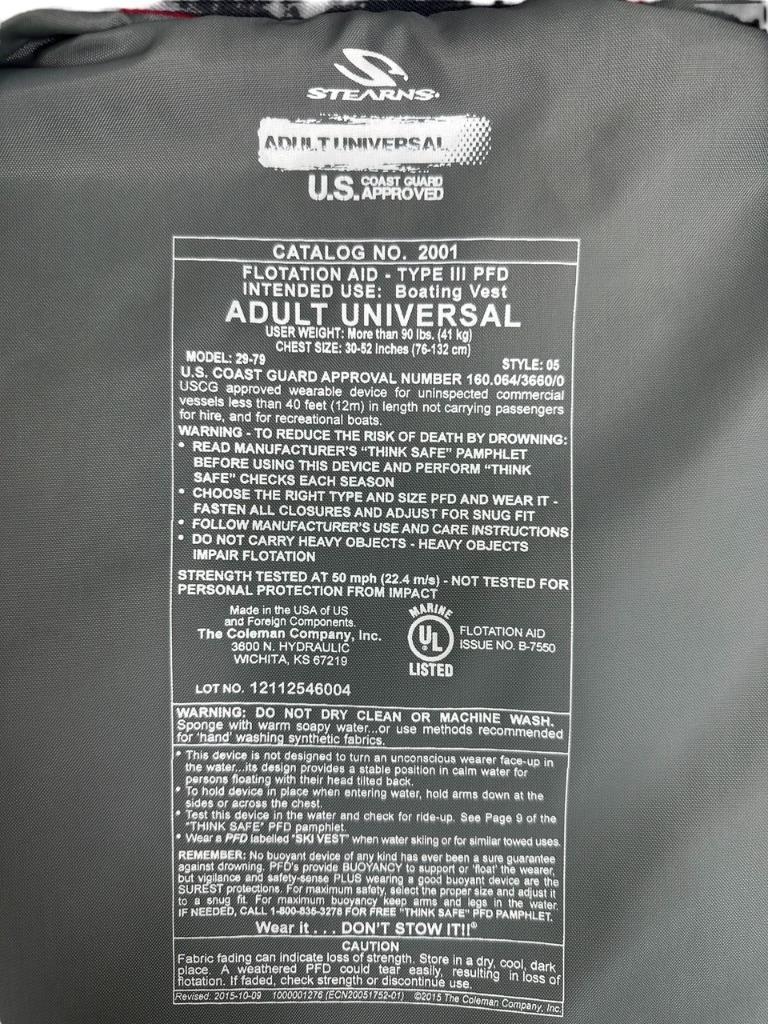 STEARNS
ADULT UNIVERSAL
U.S. COAST GUARD APPROVED
CATALOG NO. 2001
FLOTATION AID - TYPE III PFD
INTENDED USE: Boating Vest
ADULT UNIVERSAL
USER WEIGHT: More than 90 lbs. (41 kg)
CHEST SIZE: 30-52 Inches (76-132 cm)
MODEL: 29-79 STYLE: 05
U.S. COAST GUARD APPROVAL NUMBER 160.064/3660/0
USCG approved wearable device for uninspected commercial
vessels less than 40 feet (12m) in length not carrying passengers
for hire, and for recreational boats.
WARNING - TO REDUCE THE RISK OF DEATH BY DROWNING:
• READ MANUFACTURER'S "THINK SAFE" PAMPHLET
BEFORE USING THIS DEVICE AND PERFORM "THINK
SAFE" CHECKS EACH SEASON
• CHOOSE THE RIGHT TYPE AND SIZE PFD AND WEAR IT -
FASTEN ALL CLOSURES AND ADJUST FOR SNUG FIT
• FOLLOW MANUFACTURER'S USE AND CARE INSTRUCTIONS
• DO NOT CARRY HEAVY OBJECTS - HEAVY OBJECTS
IMPAIR FLOTATION
STRENGTH TESTED AT 50 mph (22.4 m/s) - NOT TESTED FOR
PERSONAL PROTECTION FROM IMPACT
Made in the USA of US
and Foreign Components.
The Coleman Company, Inc.
3600 N. HYDRAULIC
WICHITA, KS 67219
MARINE
UL
LISTED
FLOTATION AID
ISSUE NO. B-7550
LOT NO. 12112546004
WARNING: DO NOT DRY CLEAN OR MACHINE WASH.
Sponge with warm soapy water...or use methods recommended
for 'hand' washing synthetic fabrics.
• This device is not designed to turn an unconscious wearer face-up in
the water...its design provides a stable position in calm water for
persons floating with their head tilted back.
• To hold device in place when entering water, hold arms down at the
sides or across the chest.
• Test this device in the water and check for ride-up. See Page 9 of the
"THINK SAFE" PFD pamphlet.
• Wear a PFD labelled "SKI VEST" when water skiing or for similar towed uses.
REMEMBER: No buoyant device of any kind has ever been a sure guarantee
against drowning. PFD's provide BUOYANCY to support or 'float' the wearer,
but vigilance and safety-sense PLUS wearing a good buoyant device are the
SUREST protections. For maximum safety, select the proper size and adjust it
to a snug fit. For maximum buoyancy keep arms and legs in the water.
IF NEEDED, CALL 1-800-835-3278 FOR FREE "THINK SAFE" PFD PAMPHLET.
Wear it . . . DON'T STOW IT!!®
CAUTION
Fabric fading can indicate loss of strength. Store in a dry, cool, dark
place. A weathered PFD could tear easily, resulting in loss of
flotation. If faded, check strength or discontinue use.
Revised: 2015-10-09 1000001276 (ECN20051752-01) ©2015 The Coleman Company, Inc.